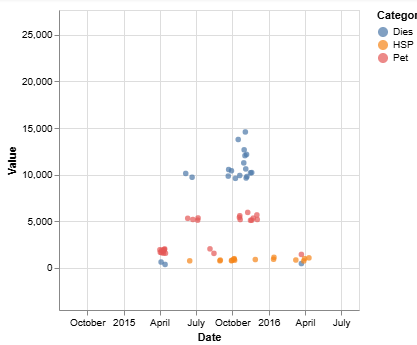 Categor
Dies
HSP
Pet
25,000
20,000
15,000
10,000
5,000
0
Value
October 2015 April July October 2016 April July
Date